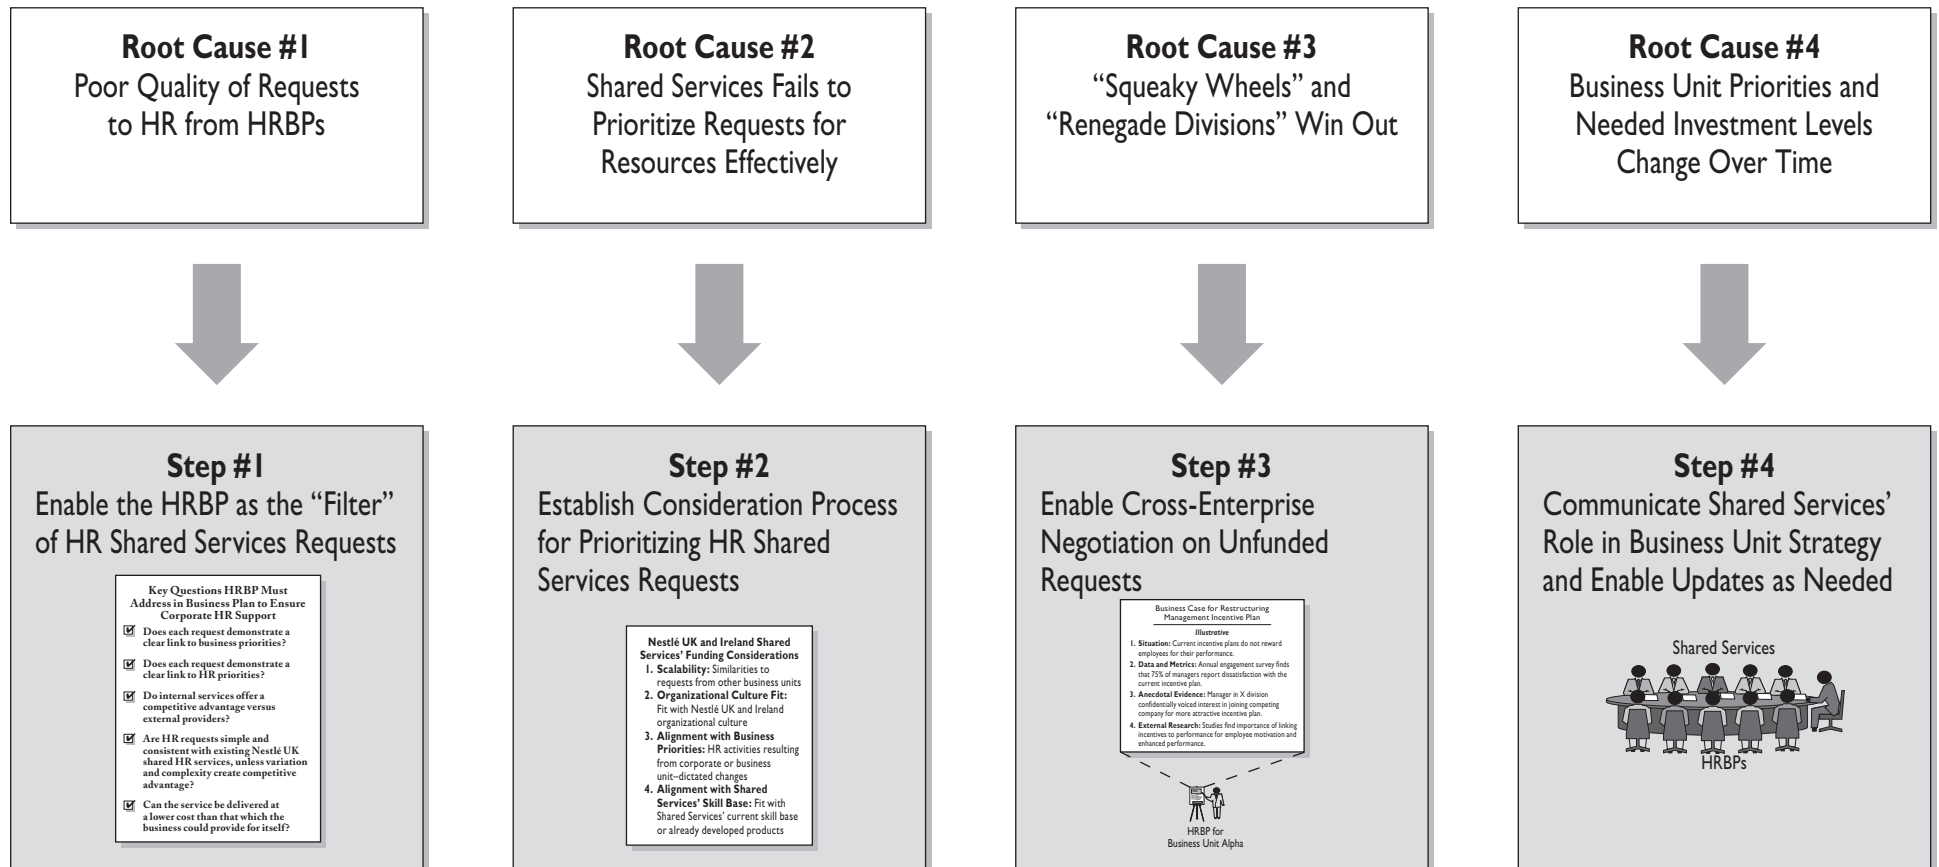 Root Cause #1
Poor Quality of Requests
to HR from HRBPs
Root Cause #2
Shared Services Fails to
Prioritize Requests for
Resources Effectively
Root Cause #3
“Squeaky Wheels” and
“Renegade Divisions” Win Out
Root Cause #4
Business Unit Priorities and
Needed Investment Levels
Change Over Time
Step #1
Enable the HRBP as the “Filter”
of HR Shared Services Requests
Key Questions HRBP Must
Address in Business Plan to Ensure
Corporate HR Support
Does each request demonstrate a
clear link to business priorities?
Does each request demonstrate a
clear link to HR priorities?
Do internal services offer a
competitive advantage versus
external providers?
Are HR requests simple and
consistent with existing Nestlé UK
shared HR services, unless variation
and complexity create competitive
advantage?
Can the service be delivered at
a lower cost than that which the
business could provide for itself?
Step #2
Establish Consideration Process
for Prioritizing HR Shared
Services Requests
Nestlé UK and Ireland Shared
Services’ Funding Considerations
1. Scalability: Similarities to
requests from other business units
2. Organizational Culture Fit:
Fit with Nestlé UK and Ireland
organizational culture
3. Alignment with Business
Priorities: HR activities resulting
from corporate or business
unit–dictated changes
4. Alignment with Shared
Services’ Skill Base: Fit with
Shared Services’ current skill base
or already developed products
Step #3
Enable Cross-Enterprise
Negotiation on Unfunded
Requests
Business Case for Restructuring
Management Incentive Plan
Illustrative
1. Situation: Current incentive plans do not reward
employees for their performance.
2. Data and Metrics: Annual engagement survey finds
that 75% of managers report dissatisfaction with the
current incentive plan.
3. Anecdotal Evidence: Manager in X division
confidentially voiced interest in joining competing
company for more attractive incentive plan.
4. External Research: Studies find importance of linking
incentives to performance for employee motivation and
enhanced performance.
HRBP for
Business Unit Alpha
Step #4
Communicate Shared Services’
Role in Business Unit Strategy
and Enable Updates as Needed
Shared Services
HRBPs